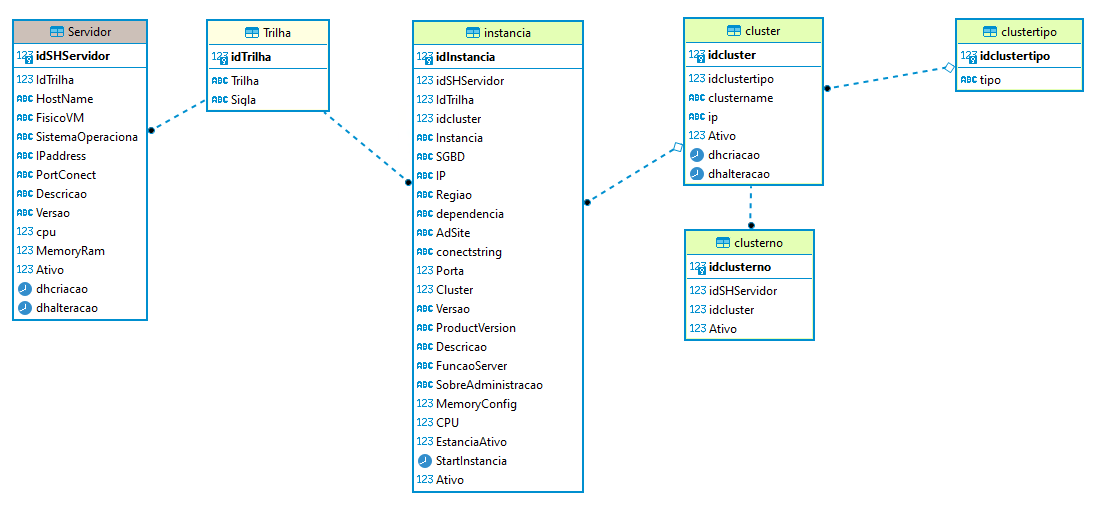 Servidor
123 idSHServidor
123 IdTrilha
ABC HostName
ABC FisicoVM
ABC SistemaOperaciona
ABC IPaddress
ABC PortConect
ABC Descricao
ABC Versao
123 cpu
123 MemoryRam
123 Ativo
dhcriacao
dhalteracao
Trilha
123 idTrilha
ABC Trilha
ABC Sigla
instancia
123 idInstancia
123 idSHServidor
123 IdTrilha
123 idcluster
ABC Instancia
ABC SGBD
ABC IP
ABC Regiao
ABC dependencia
ABC AdSite
ABC conectstring
123 Porta
123 Cluster
ABC Versao
ABC ProductVersion
ABC Descricao
ABC FuncaoServer
ABC SobreAdministracao
123 MemoryConfig
123 CPU
123 EstanciaAtivo
StartInstancia
123 Ativo
cluster
123 idcluster
123 idclustertipo
ABC clustername
ABC ip
123 Ativo
dhcriacao
dhalteracao
clusterno
123 idclusterno
123 idSHServidor
123 idcluster
123 Ativo
clustertipo
123 idclustertipo
ABC tipo